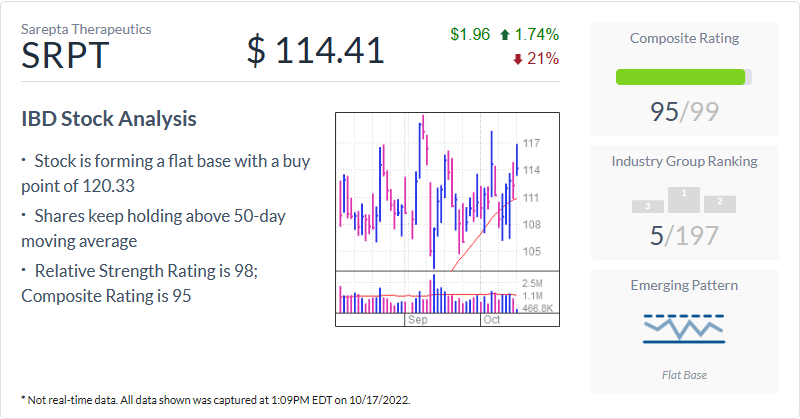 Sarepta Therapeutics
SRPT
$ 114.41
$1.96 1.74%
21%
IBD Stock Analysis
· Stock is forming a flat base with a buy
point of 120.33
· Shares keep holding above 50-day
moving average
· Relative Strength Rating is 98;
Composite Rating is 95
117
114
111
108
105
2.5M
1.1M
466.8K
Sep Oct
Composite Rating
95/99
Industry Group Ranking
3 1 2
5/197
Emerging Pattern
Flat Base
* Not real-time data. All data shown was captured at 1:09PM EDT on 10/17/2022.